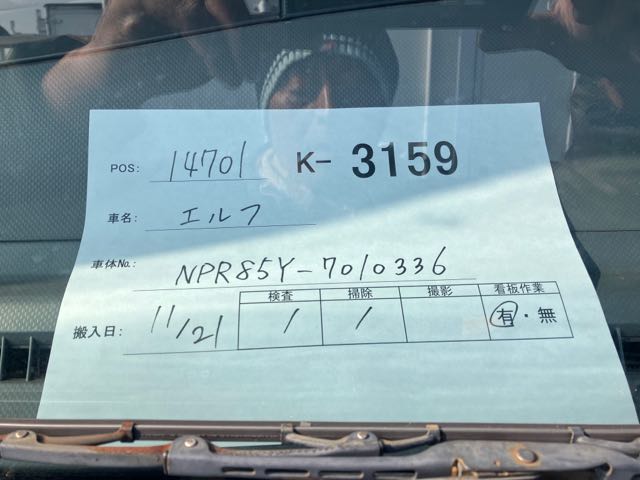 POS: 14701 K- 3159
車名: エルフ
車体No. NPR85Y-7010336
検査 掃除 撮影 看板作業
搬入日: 11/21 / / 有・無